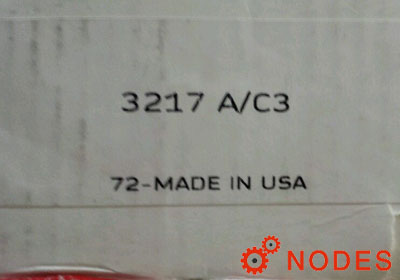 3217 A/C3
72-MADE IN USA
NODES